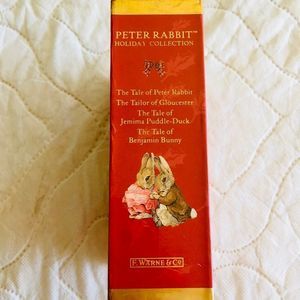 PETER RABBIT™
HOLIDAY COLLECTION
The Tale of Peter Rabbit
The Tailor of Gloucester
The Tale of
Jemima Puddle-Duck
The Tale of
Benjamin Bunny
F. WARNE & Co